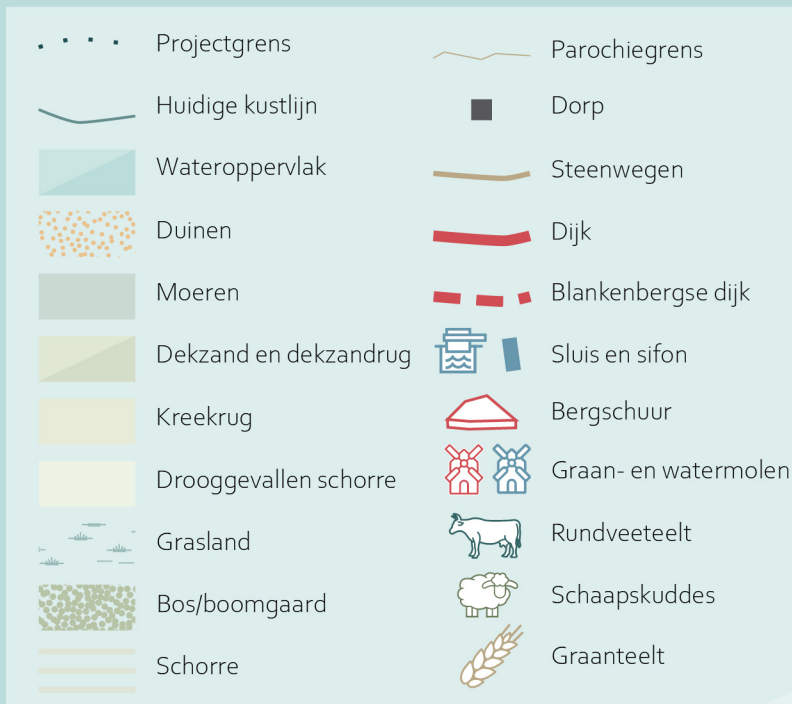 Projectgrens
Huidige kustlijn
Wateroppervlak
Duinen
Moeren
Dekzand en dekzandrug
Kreekrug
Drooggevallen schorre
Grasland
Bos/boomgaard
Schorre
Parochiegrens
Dorp
Steenwegen
Dijk
Blankenbergse dijk
Sluis en sifon
Bergschuur
Graan- en watermolen
Rundveeteelt
Schaapskuddes
Graanteelt